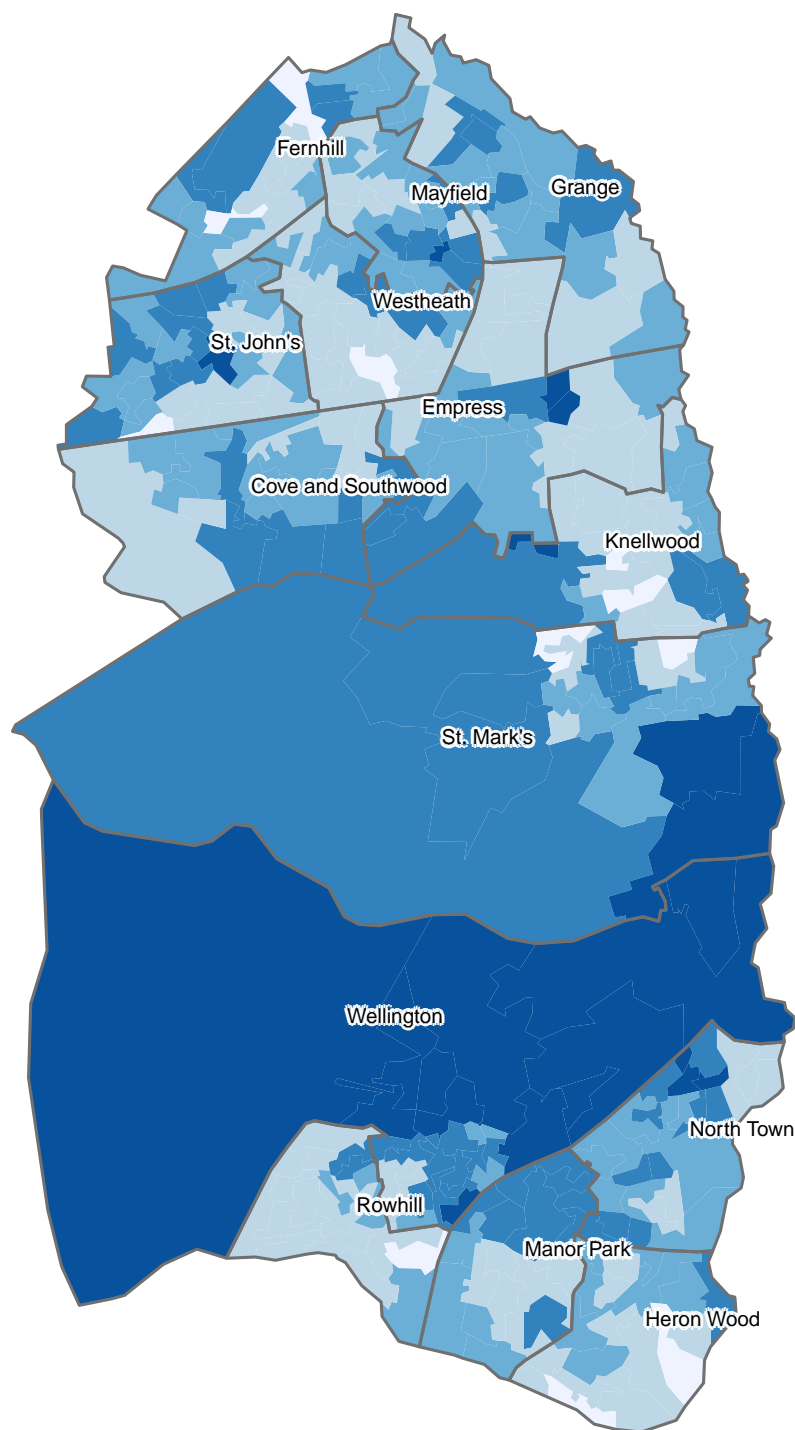 Fernhill
Mayfield
Grange
Westheath
St. John's
Empress
Cove and Southwood
Knellwood
St. Mark's
Wellington
North Town
Rowhill
Manor Park
Heron Wood